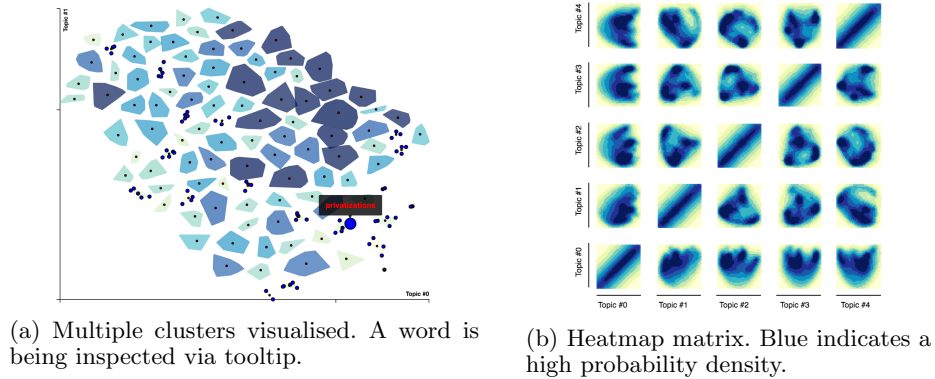 Topic #1
privatizations
Topic #0
(a) Multiple clusters visualised. A word is
being inspected via tooltip.
Topic #4
Topic #3
Topic #2
Topic #1
Topic #0
Topic #0 Topic #1 Topic #2 Topic #3 Topic #4
(b) Heatmap matrix. Blue indicates a
high probability density.